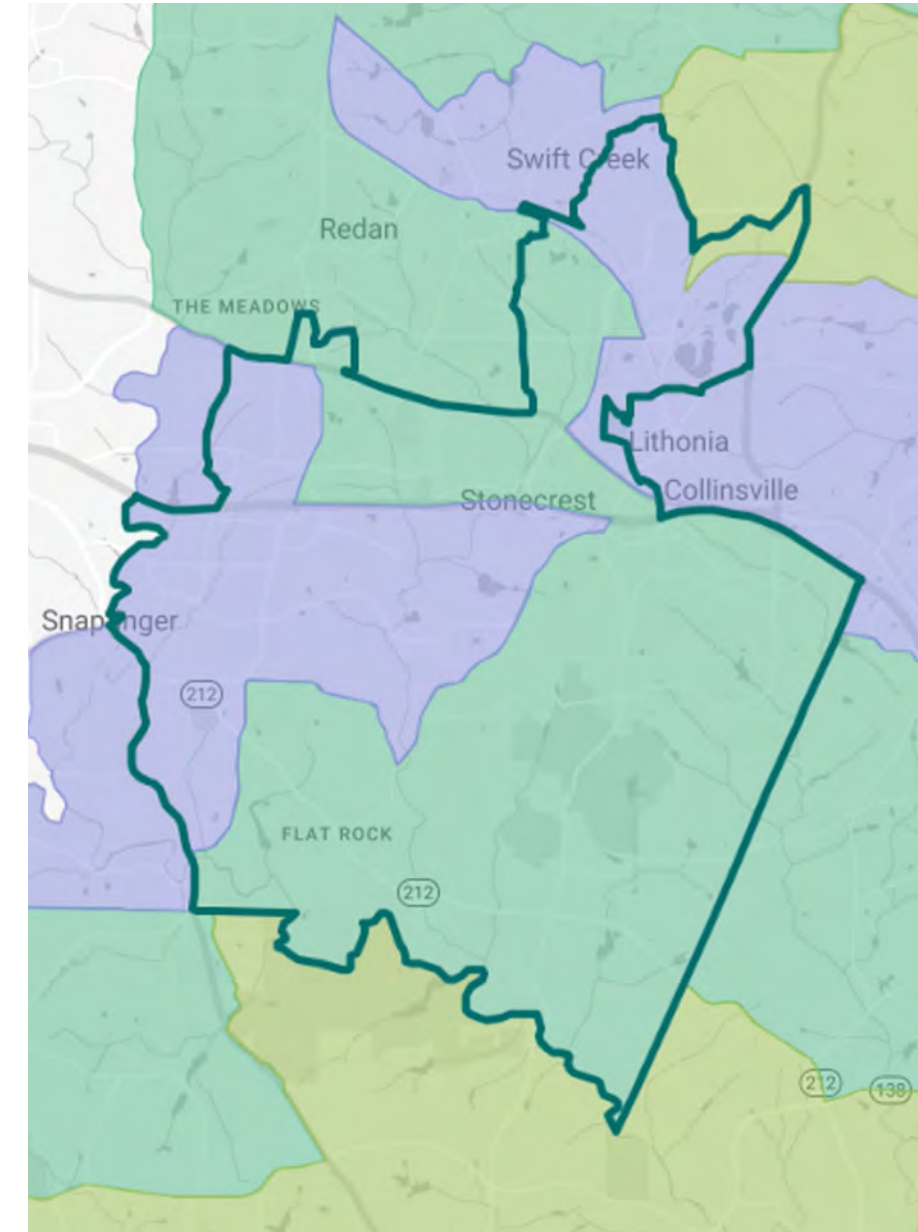 Swift Creek
Redan
THE MEADOWS
Lithonia
Collinsville
Stonecrest
Snapfinger
212
FLAT ROCK
212
212
138